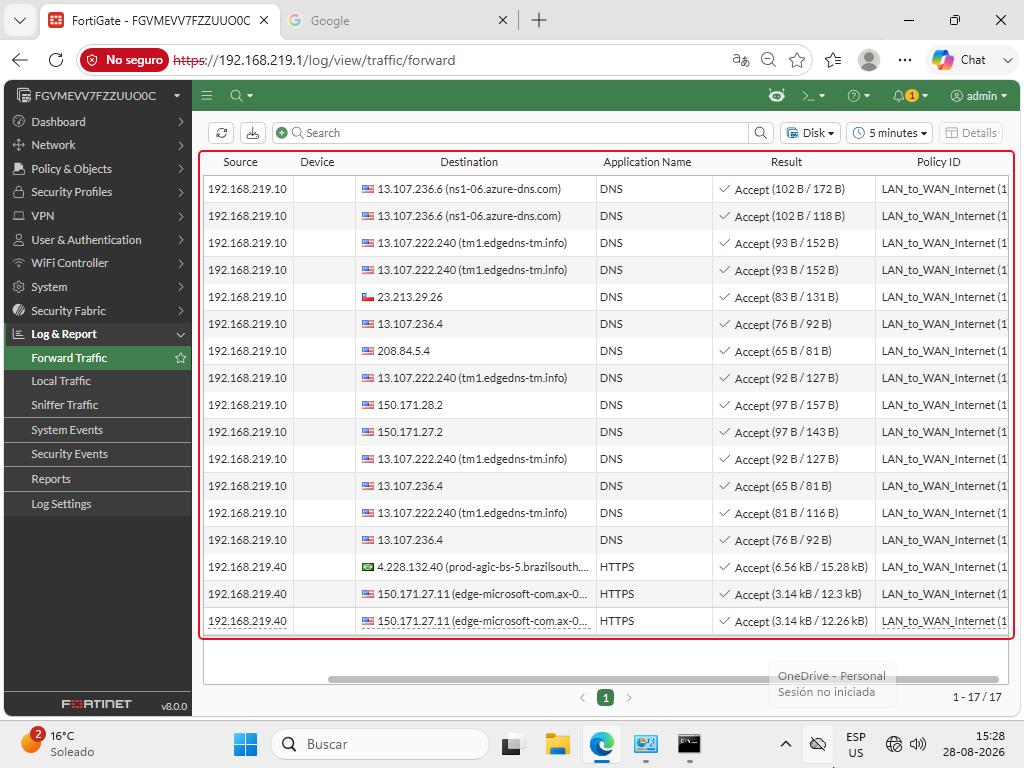 FortiGate - FGVMEVV7FZZUUO0C
Google
No seguro
https://192.168.219.1/log/view/traffic/forward
Chat
FGVMEVV7FZZUUO0C
1
admin
Dashboard
Network
Policy & Objects
Security Profiles
VPN
User & Authentication
WiFi Controller
System
Security Fabric
Log & Report
Forward Traffic
Local Traffic
Sniffer Traffic
System Events
Security Events
Reports
Log Settings
FORTINET v8.0.0
Search Disk 5 minutes Details
Source Device Destination Application Name Result Policy ID
192.168.219.10 13.107.236.6 (ns1-06.azure-dns.com) DNS Accept (102 B / 172 B) LAN_to_WAN_Internet (1
192.168.219.10 13.107.236.6 (ns1-06.azure-dns.com) DNS Accept (102 B / 118 B) LAN_to_WAN_Internet (1
192.168.219.10 13.107.222.240 (tm1.edgedns-tm.info) DNS Accept (93 B / 152 B) LAN_to_WAN_Internet (1
192.168.219.10 13.107.222.240 (tm1.edgedns-tm.info) DNS Accept (93 B / 152 B) LAN_to_WAN_Internet (1
192.168.219.10 23.213.29.26 DNS Accept (83 B / 131 B) LAN_to_WAN_Internet (1
192.168.219.10 13.107.236.4 DNS Accept (76 B / 92 B) LAN_to_WAN_Internet (1
192.168.219.10 208.84.5.4 DNS Accept (65 B / 81 B) LAN_to_WAN_Internet (1
192.168.219.10 13.107.222.240 (tm1.edgedns-tm.info) DNS Accept (92 B / 127 B) LAN_to_WAN_Internet (1
192.168.219.10 150.171.28.2 DNS Accept (97 B / 157 B) LAN_to_WAN_Internet (1
192.168.219.10 150.171.27.2 DNS Accept (97 B / 143 B) LAN_to_WAN_Internet (1
192.168.219.10 13.107.222.240 (tm1.edgedns-tm.info) DNS Accept (92 B / 127 B) LAN_to_WAN_Internet (1
192.168.219.10 13.107.236.4 DNS Accept (65 B / 81 B) LAN_to_WAN_Internet (1
192.168.219.10 13.107.222.240 (tm1.edgedns-tm.info) DNS Accept (81 B / 116 B) LAN_to_WAN_Internet (1
192.168.219.10 13.107.236.4 DNS Accept (76 B / 92 B) LAN_to_WAN_Internet (1
192.168.219.40 4.228.132.40 (prod-agic-bs-5.brazilsouth.... HTTPS Accept (6.56 kB / 15.28 kB) LAN_to_WAN_Internet (1
192.168.219.40 150.171.27.11 (edge-microsoft-com.ax-0... HTTPS Accept (3.14 kB / 12.3 kB) LAN_to_WAN_Internet (1
192.168.219.40 150.171.27.11 (edge-microsoft-com.ax-0... HTTPS Accept (3.14 kB / 12.26 kB) LAN_to_WAN_Internet (1
1
1 - 17 / 17
OneDrive - Personal
Sesión no iniciada
2
16°C
Soleado
Buscar
ESP
US
15:28
28-08-2026